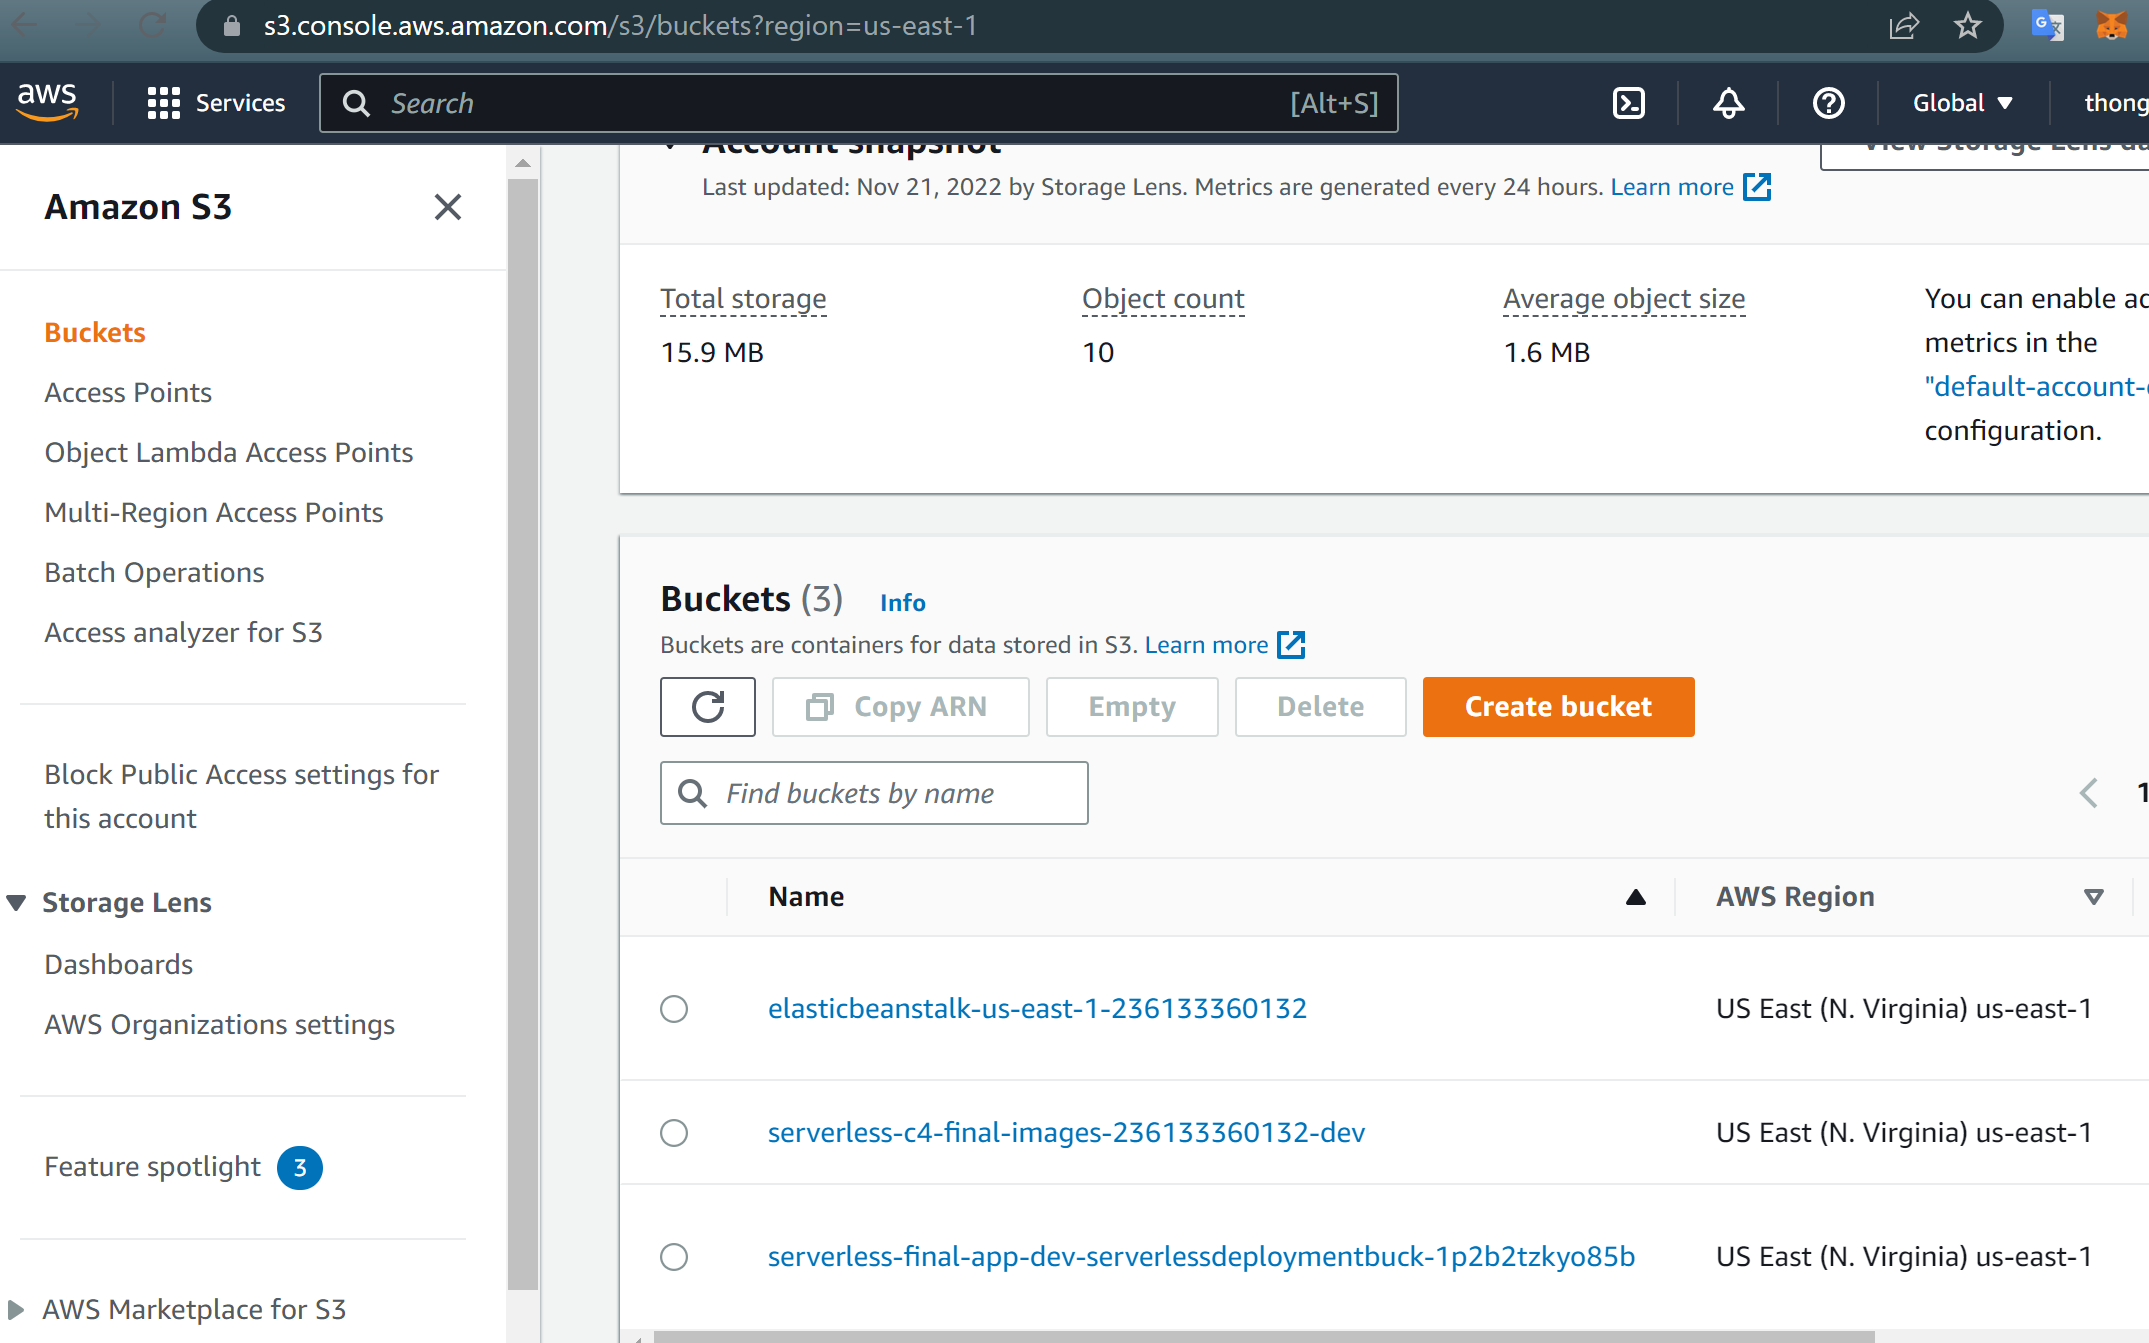 s3.console.aws.amazon.com/s3/buckets?region=us-east-1
aws
Services
Search
[Alt+S]
Global
thong
Amazon S3
Buckets
Access Points
Object Lambda Access Points
Multi-Region Access Points
Batch Operations
Access analyzer for S3
Block Public Access settings for
this account
Storage Lens
Dashboards
AWS Organizations settings
Feature spotlight 3
AWS Marketplace for S3
Account snapshot
View Storage Lens da
Last updated: Nov 21, 2022 by Storage Lens. Metrics are generated every 24 hours. Learn more
Total storage
15.9 MB
Object count
10
Average object size
1.6 MB
You can enable ad
metrics in the
"default-account-
configuration.
Buckets (3) Info
Buckets are containers for data stored in S3. Learn more
Copy ARN
Empty
Delete
Create bucket
Find buckets by name
1
Name
AWS Region
elasticbeanstalk-us-east-1-236133360132
US East (N. Virginia) us-east-1
serverless-c4-final-images-236133360132-dev
US East (N. Virginia) us-east-1
serverless-final-app-dev-serverlessdeploymentbuck-1p2b2tzkyo85b
US East (N. Virginia) us-east-1